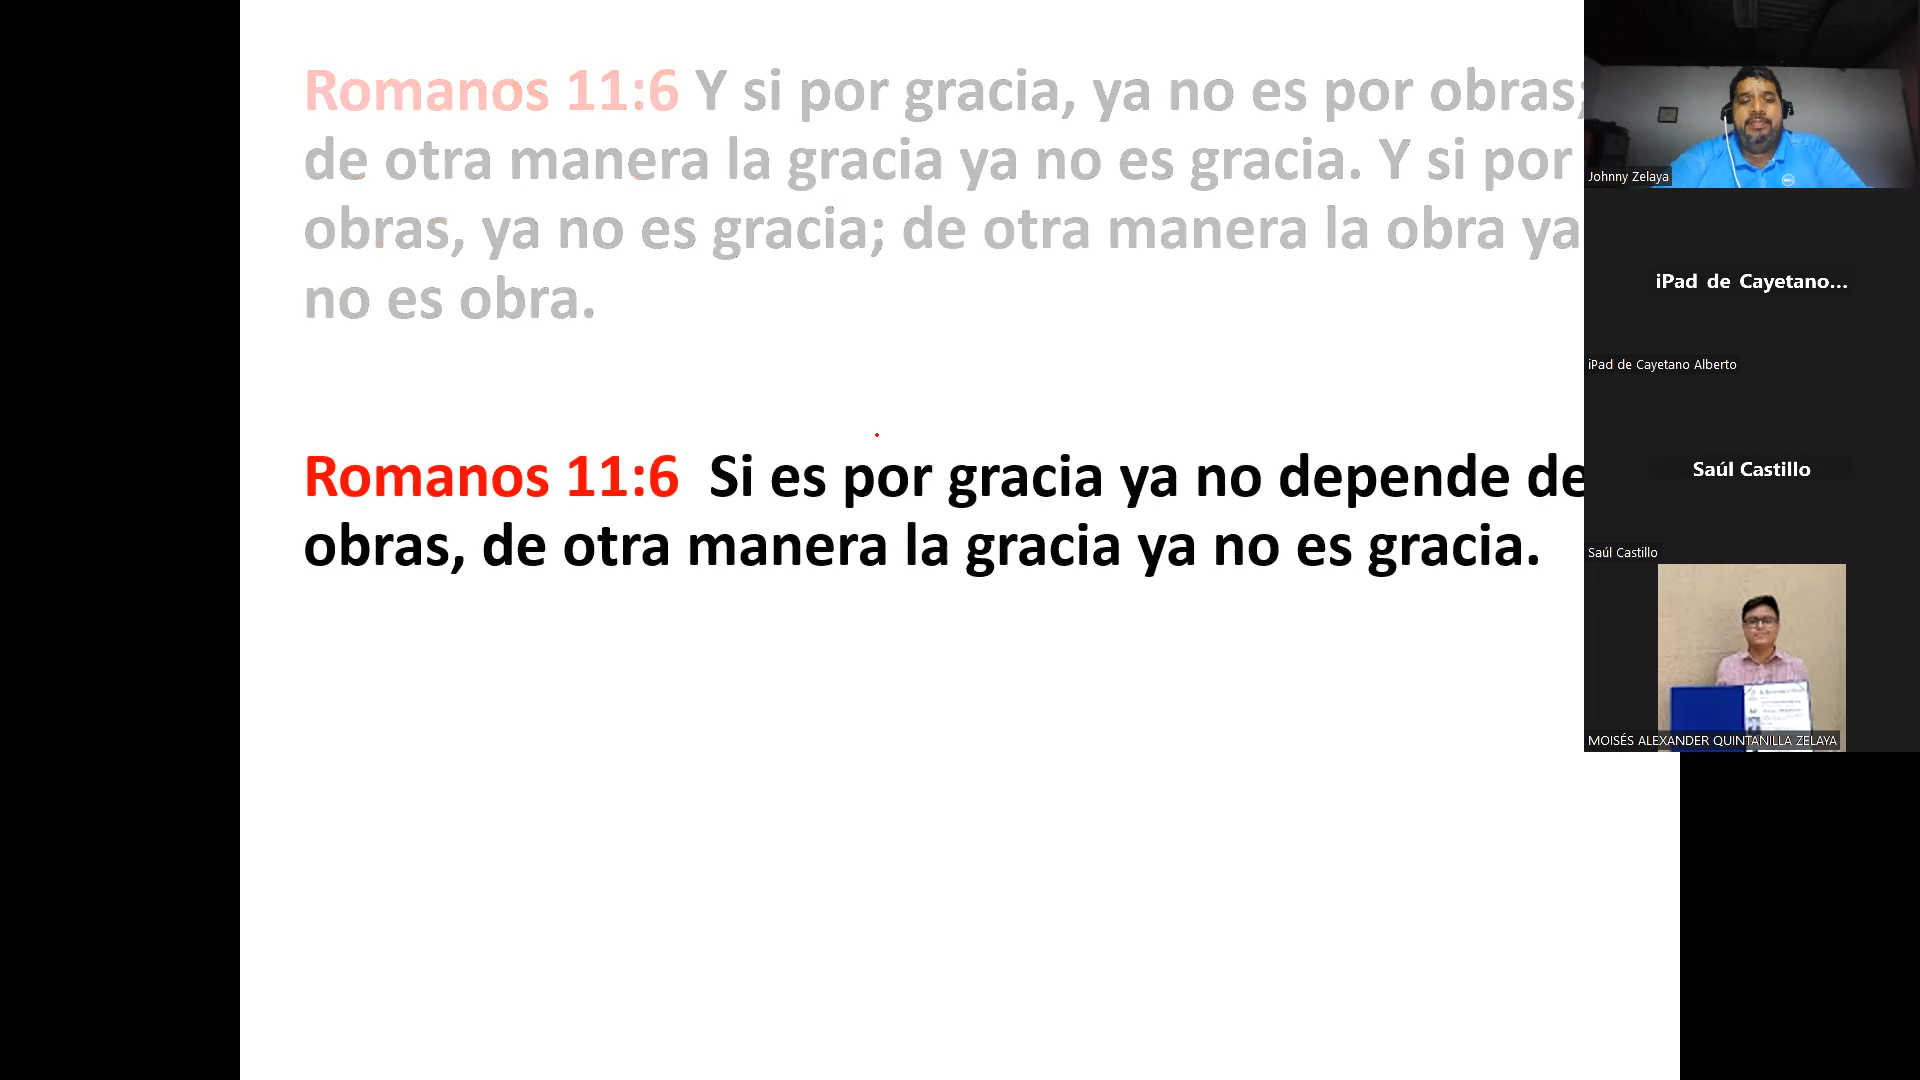 Romanos 11:6 Y si por gracia, ya no es por obras;
de otra manera la gracia ya no es gracia. Y si por
obras, ya no es gracia; de otra manera la obra ya
no es obra.
Romanos 11:6 Si es por gracia ya no depende de
obras, de otra manera la gracia ya no es gracia.
Johnny Zelaya
iPad de Cayetano...
iPad de Cayetano Alberto
Saúl Castillo
Saúl Castillo
MOISÉS ALEXANDER QUINTANILLA ZELAYA